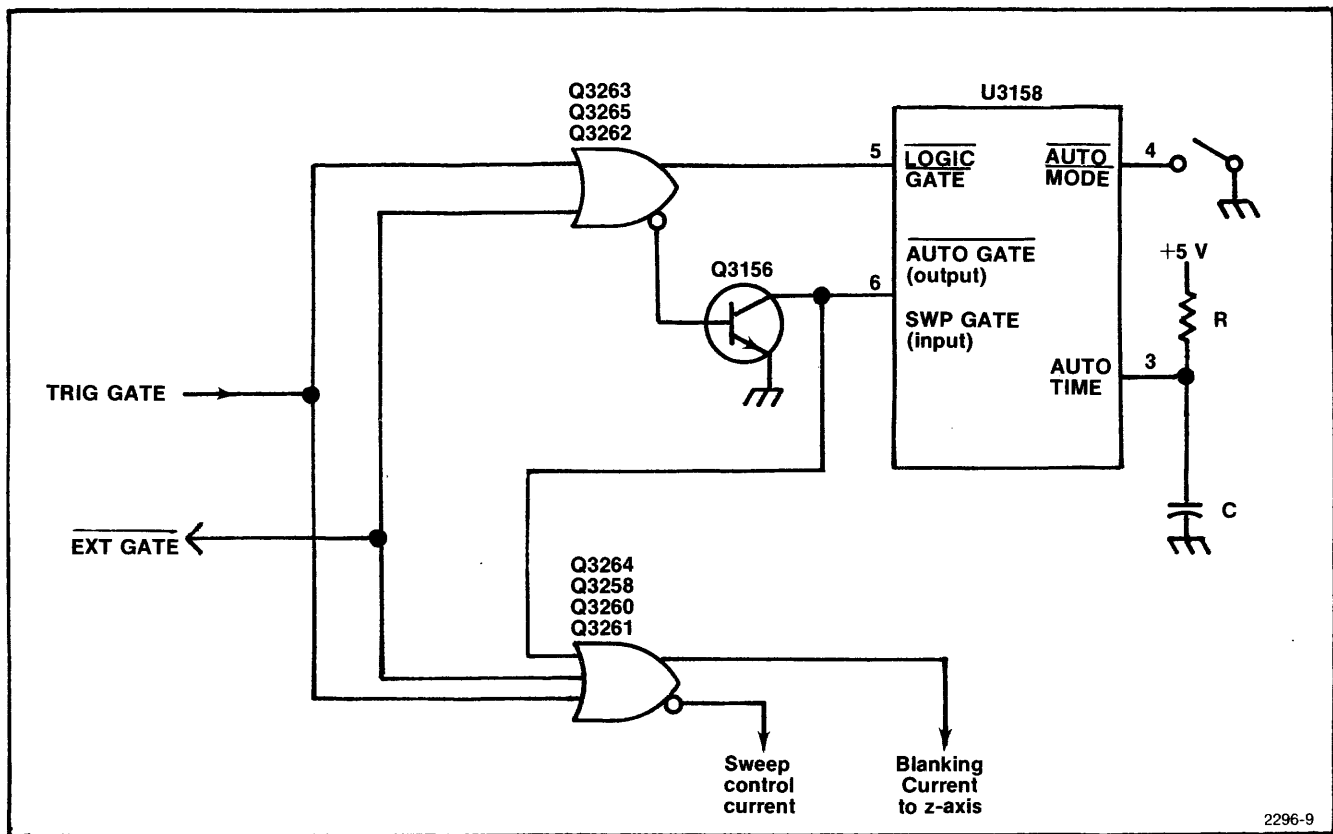 Q3263
Q3265
Q3262
U3158
5
LOGIC
GATE
AUTO
MODE
4
Q3156
AUTO GATE
(output)
6
SWP GATE
(input)
+5 V
R
TRIG GATE
AUTO
TIME
3
C
EXT GATE
Q3264
Q3258
Q3260
Q3261
Sweep
control
current
Blanking
Current
to z-axis
2296-9